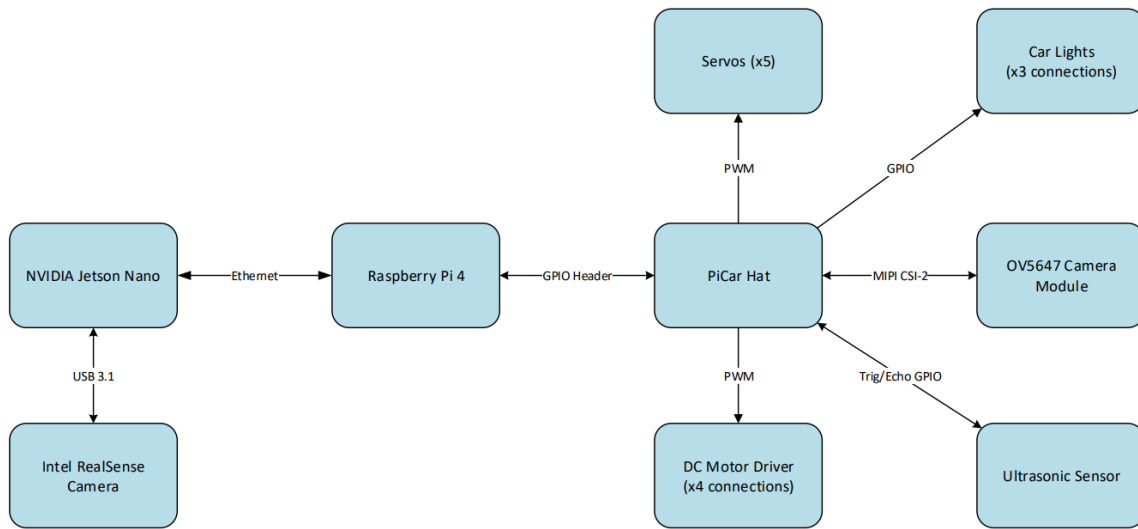 Servos (x5)
Car Lights
(x3 connections)
PWM
GPIO
NVIDIA Jetson Nano
Ethernet
Raspberry Pi 4
GPIO Header
PiCar Hat
MIPI CSI-2
OV5647 Camera
Module
USB 3.1
PWM
Trig/Echo GPIO
Intel RealSense
Camera
DC Motor Driver
(x4 connections)
Ultrasonic Sensor